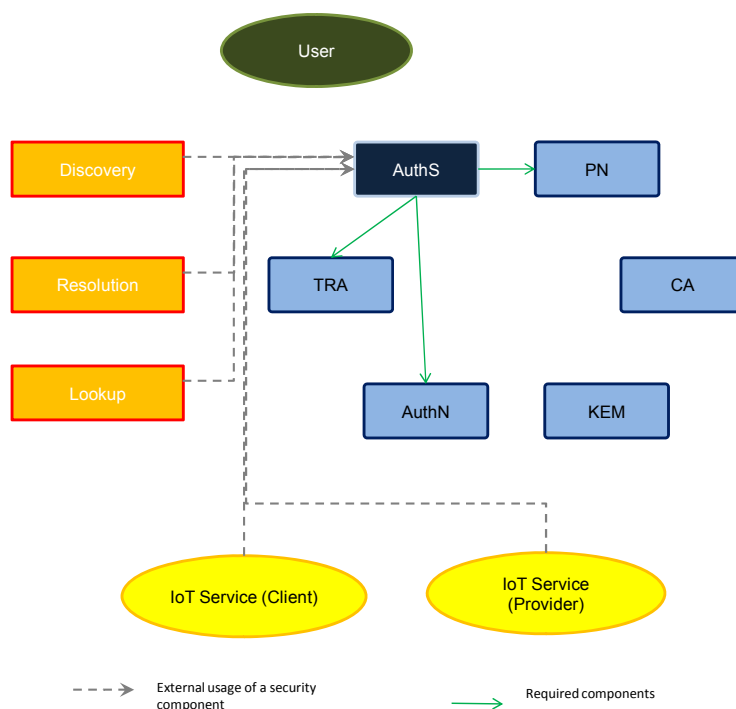 User
Discovery
AuthS
PN
Resolution
TRA
CA
Lookup
AuthN
KEM
IoT Service (Client)
IoT Service
(Provider)
External usage of a security
component
Required components